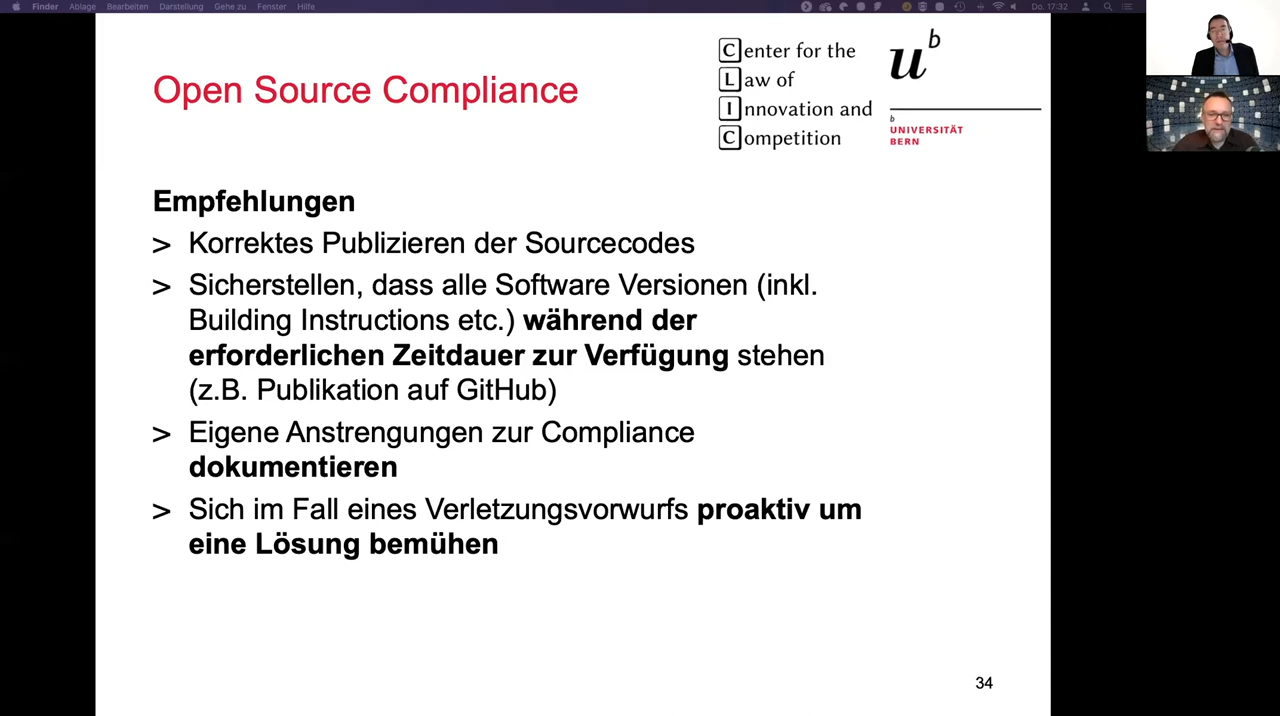 Finder Ablage Bearbeiten Darstellung Gehe zu Fenster Hilfe
Do. 17:32
Open Source Compliance
Center for the
Law of
Innovation and
Competition
u b
b
UNIVERSITÄT
BERN
Empfehlungen
> Korrektes Publizieren der Sourcecodes
> Sicherstellen, dass alle Software Versionen (inkl.
Building Instructions etc.) während der
erforderlichen Zeitdauer zur Verfügung stehen
(z.B. Publikation auf GitHub)
> Eigene Anstrengungen zur Compliance
dokumentieren
> Sich im Fall eines Verletzungsvorwurfs proaktiv um
eine Lösung bemühen
34